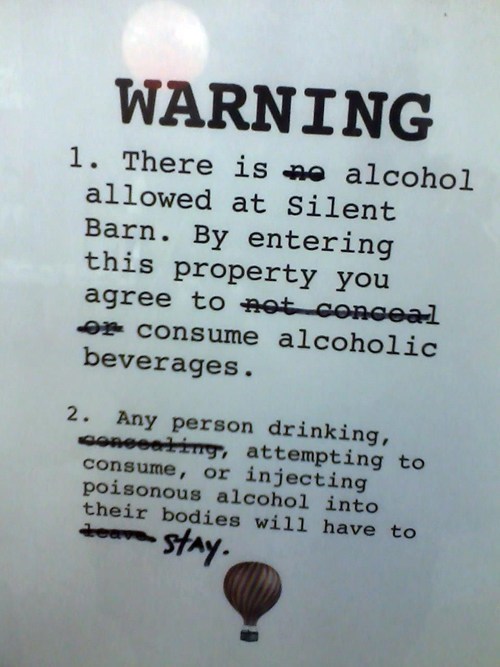 WARNING
1. There is no alcohol
allowed at Silent
Barn. By entering
this property you
agree to not conceal
or consume alcoholic
beverages.
2. Any person drinking,
concealing, attempting to
consume, or injecting
poisonous alcohol into
their bodies will have to
leave stay.